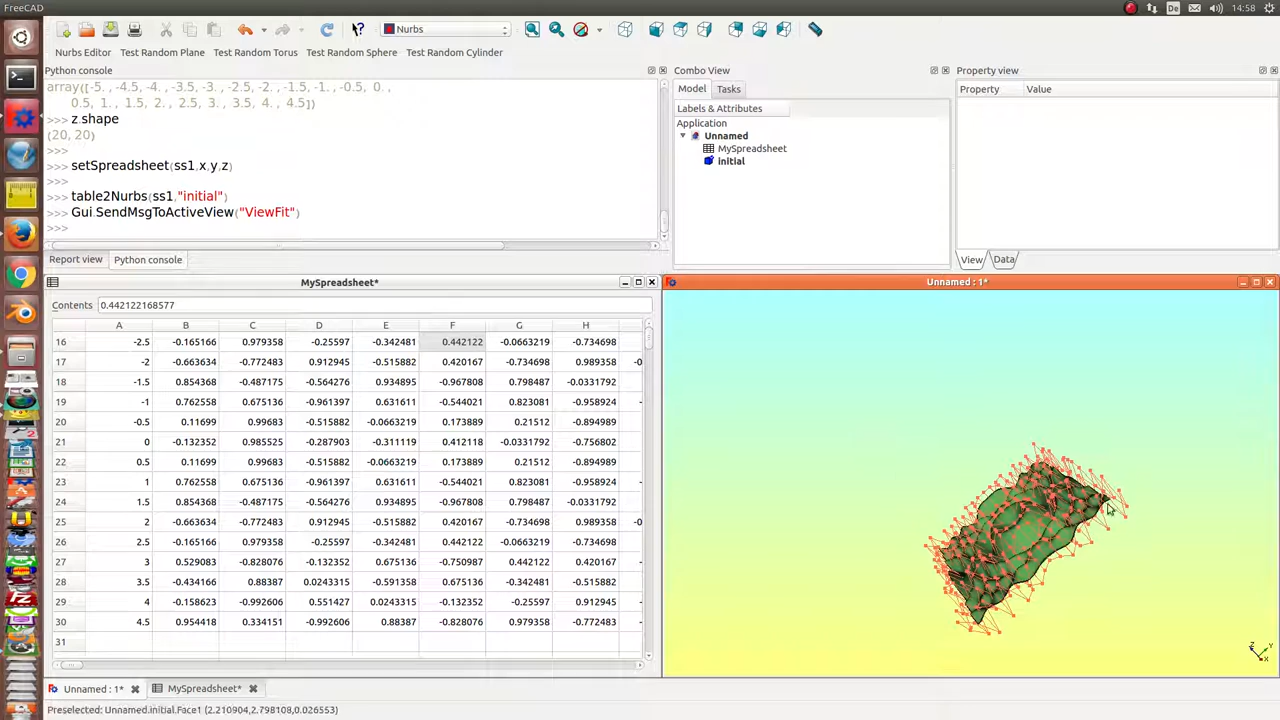 FreeCAD
De
14:58
Nurbs
Nurbs Editor Test Random Plane Test Random Torus Test Random Sphere Test Random Cylinder
Python console
array([-5. , -4.5, -4. , -3.5, -3. , -2.5, -2. , -1.5, -1. , -0.5, 0. ,
0.5, 1. , 1.5, 2. , 2.5, 3. , 3.5, 4. , 4.5])
>>> z.shape
(20, 20)
>>>
>>> setSpreadsheet(ss1,x,y,z)
>>>
>>> table2Nurbs(ss1,"initial")
>>> Gui.SendMsgToActiveView("ViewFit")
>>>
Report view Python console
Combo View
Model Tasks
Labels & Attributes
Application
Unnamed
MySpreadsheet
initial
Property view
Property Value
View Data
MySpreadsheet*
Contents 0.442122168577
A B C D E F G H
16 -2.5 -0.165166 0.979358 -0.25597 -0.342481 0.442122 -0.0663219 -0.734698
17 -2 -0.663634 -0.772483 0.912945 -0.515882 0.420167 -0.734698 0.989358 -0
18 -1.5 0.854368 -0.487175 -0.564276 0.934895 -0.967808 0.798487 -0.0331792
19 -1 0.762558 0.675136 -0.961397 0.631611 -0.544021 0.823081 -0.958924 -
20 -0.5 0.11699 0.99683 -0.515882 -0.0663219 0.173889 0.21512 -0.894989
21 0 -0.132352 0.985525 -0.287903 -0.311119 0.412118 -0.0331792 -0.756802
22 0.5 0.11699 0.99683 -0.515882 -0.0663219 0.173889 0.21512 -0.894989
23 1 0.762558 0.675136 -0.961397 0.631611 -0.544021 0.823081 -0.958924 -
24 1.5 0.854368 -0.487175 -0.564276 0.934895 -0.967808 0.798487 -0.0331792
25 2 -0.663634 -0.772483 0.912945 -0.515882 0.420167 -0.734698 0.989358 -0
26 2.5 -0.165166 0.979358 -0.25597 -0.342481 0.442122 -0.0663219 -0.734698
27 3 0.529083 -0.828076 -0.132352 0.675136 -0.750987 0.442122 0.420167
28 3.5 -0.434166 0.88387 0.0243315 -0.591358 0.675136 -0.342481 -0.515882
29 4 -0.158623 -0.992606 0.551427 0.0243315 -0.132352 -0.25597 0.912945 -
30 4.5 0.954418 0.334151 -0.992606 0.88387 -0.828076 0.979358 -0.772483
31
Unnamed : 1*
Z Y X
Unnamed : 1* MySpreadsheet*
Preselected: Unnamed.initial.Face1 (2.210904,2.798108,0.026553)